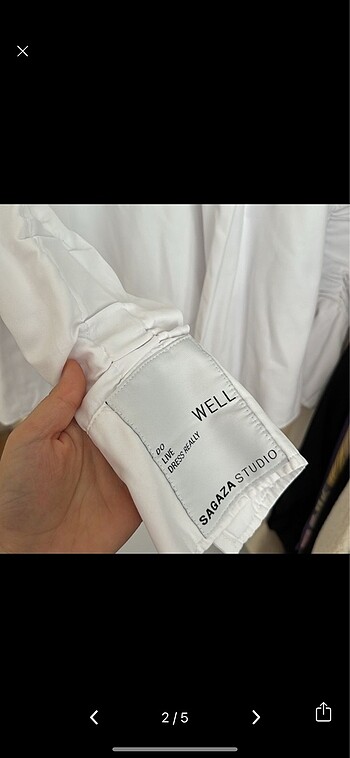 WELL
DO
LIVE
DRESS REALLY
SAGAZA STUDIO
2/5